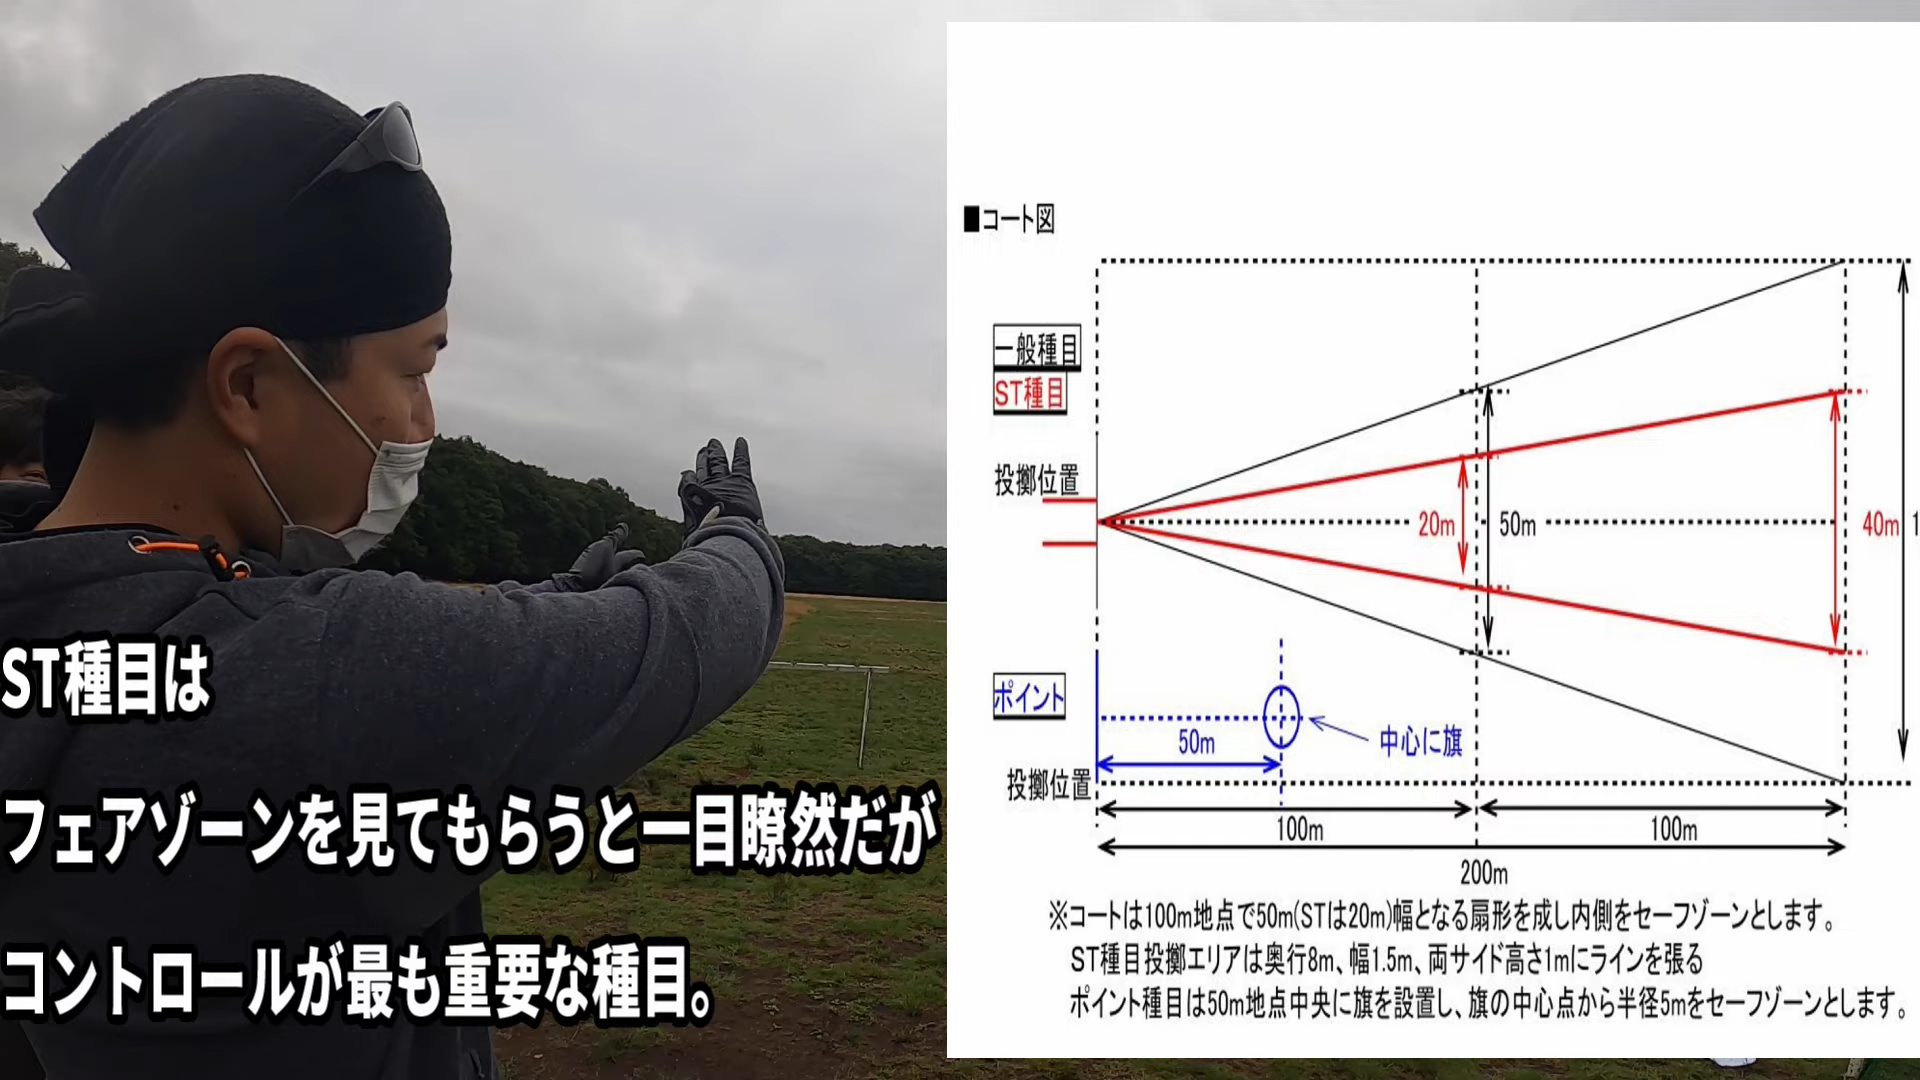 ST種目は
フェアゾーンを見てもらうと一目瞭然だが
コントロールが最も重要な種目。
■コート図
一般種目
ST種目
投擲位置
20m
50m
40m
ポイント
50m
中心に旗
投擲位置
100m
100m
200m
※コートは100m地点で50m(STは20m)幅となる扇形を成し内側をセーフゾーンとします。
ST種目投擲エリアは奥行8m、幅1.5m、両サイド高さ1mにラインを張る
ポイント種目は50m地点中央に旗を設置し、旗の中心点から半径5mをセーフゾーンとします。